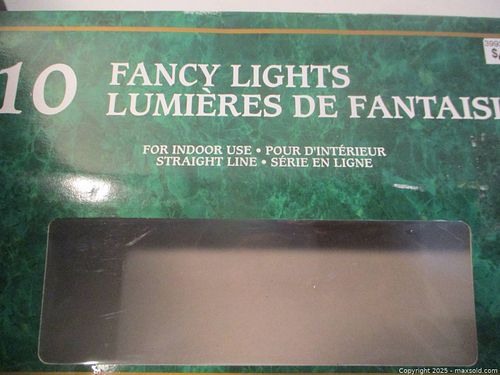 10 FANCY LIGHTS
LUMIÈRES DE FANTAISI
FOR INDOOR USE • POUR D'INTÉRIEUR
STRAIGHT LINE • SÉRIE EN LIGNE
Copyright 2025 - maxsold.com